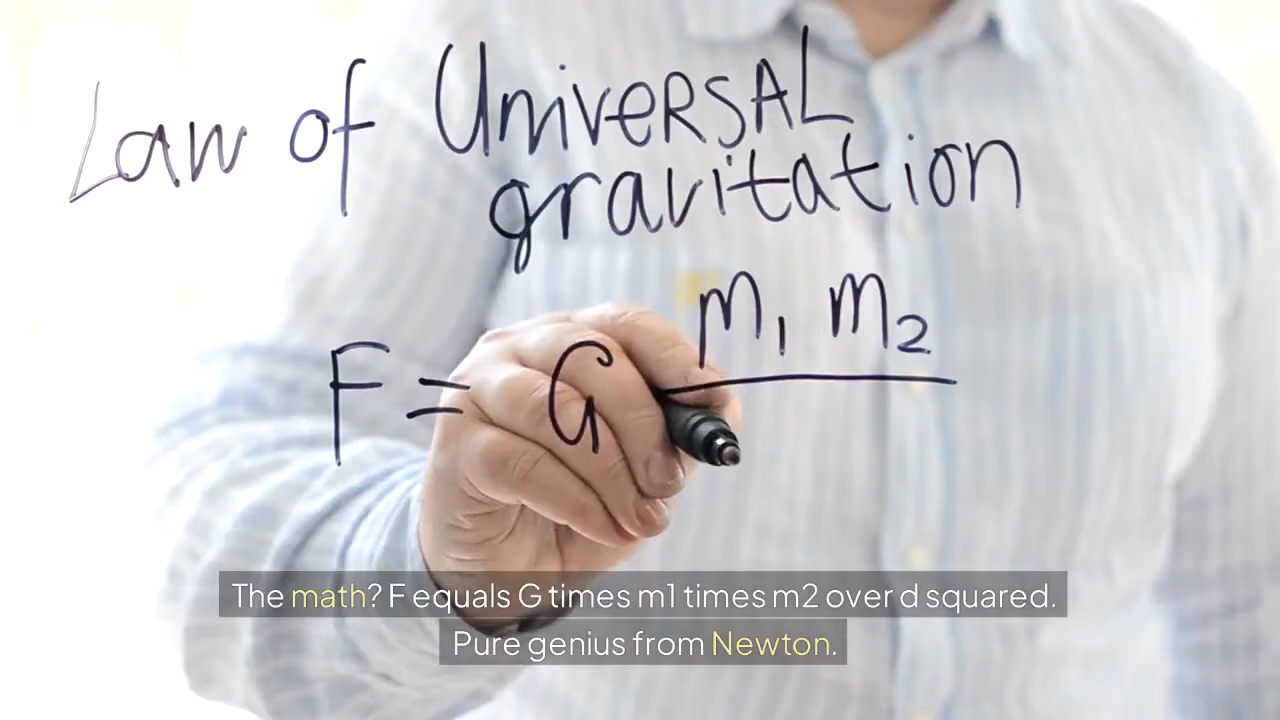 Law of Universal
gravitation
m₁ m₂
F = G
The math? F equals G times m1 times m2 over d squared.
Pure genius from Newton.